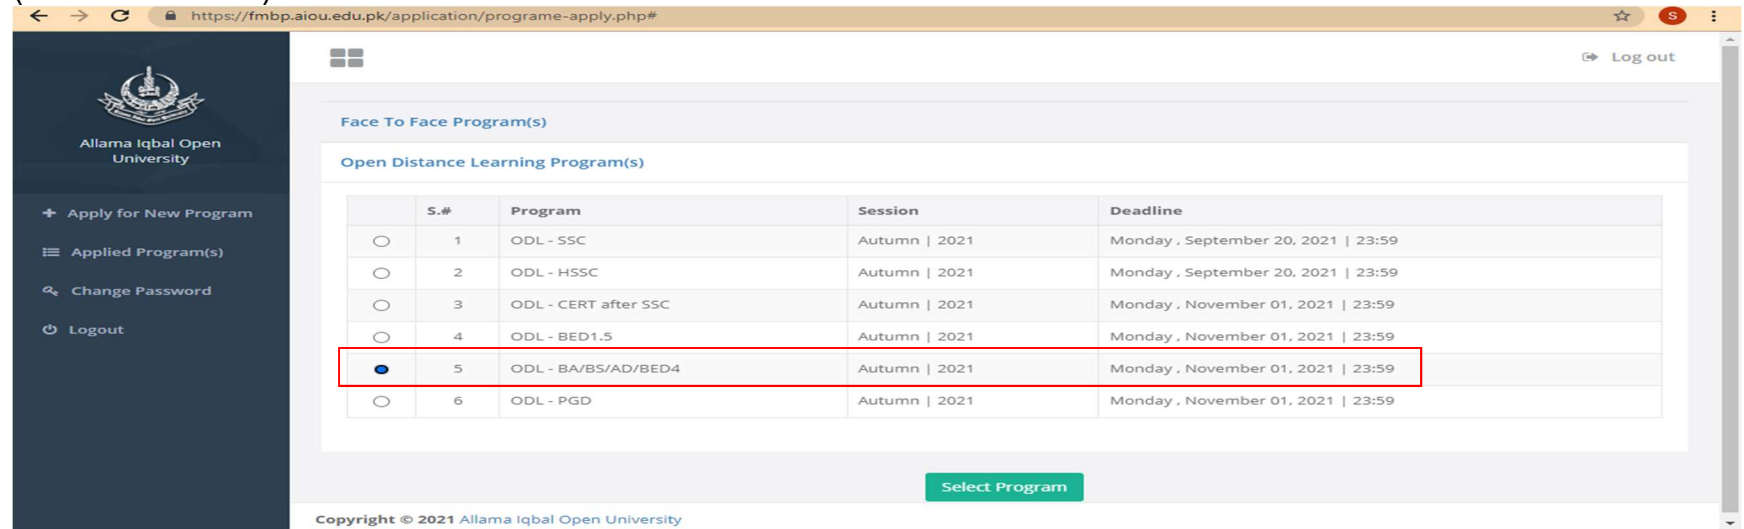 https://fmbp.aiou.edu.pk/application/programe-apply.php#
S
Log out
Allama Iqbal Open
University
Apply for New Program
Applied Program(s)
Change Password
Logout
Face To Face Program(s)
Open Distance Learning Program(s)
S.# Program Session Deadline
1 ODL - SSC Autumn | 2021 Monday , September 20, 2021 | 23:59
2 ODL - HSSC Autumn | 2021 Monday , September 20, 2021 | 23:59
3 ODL - CERT after SSC Autumn | 2021 Monday , November 01, 2021 | 23:59
4 ODL - BED1.5 Autumn | 2021 Monday , November 01, 2021 | 23:59
5 ODL - BA/BS/AD/BED4 Autumn | 2021 Monday , November 01, 2021 | 23:59
6 ODL - PGD Autumn | 2021 Monday , November 01, 2021 | 23:59
Select Program
Copyright © 2021 Allama Iqbal Open University